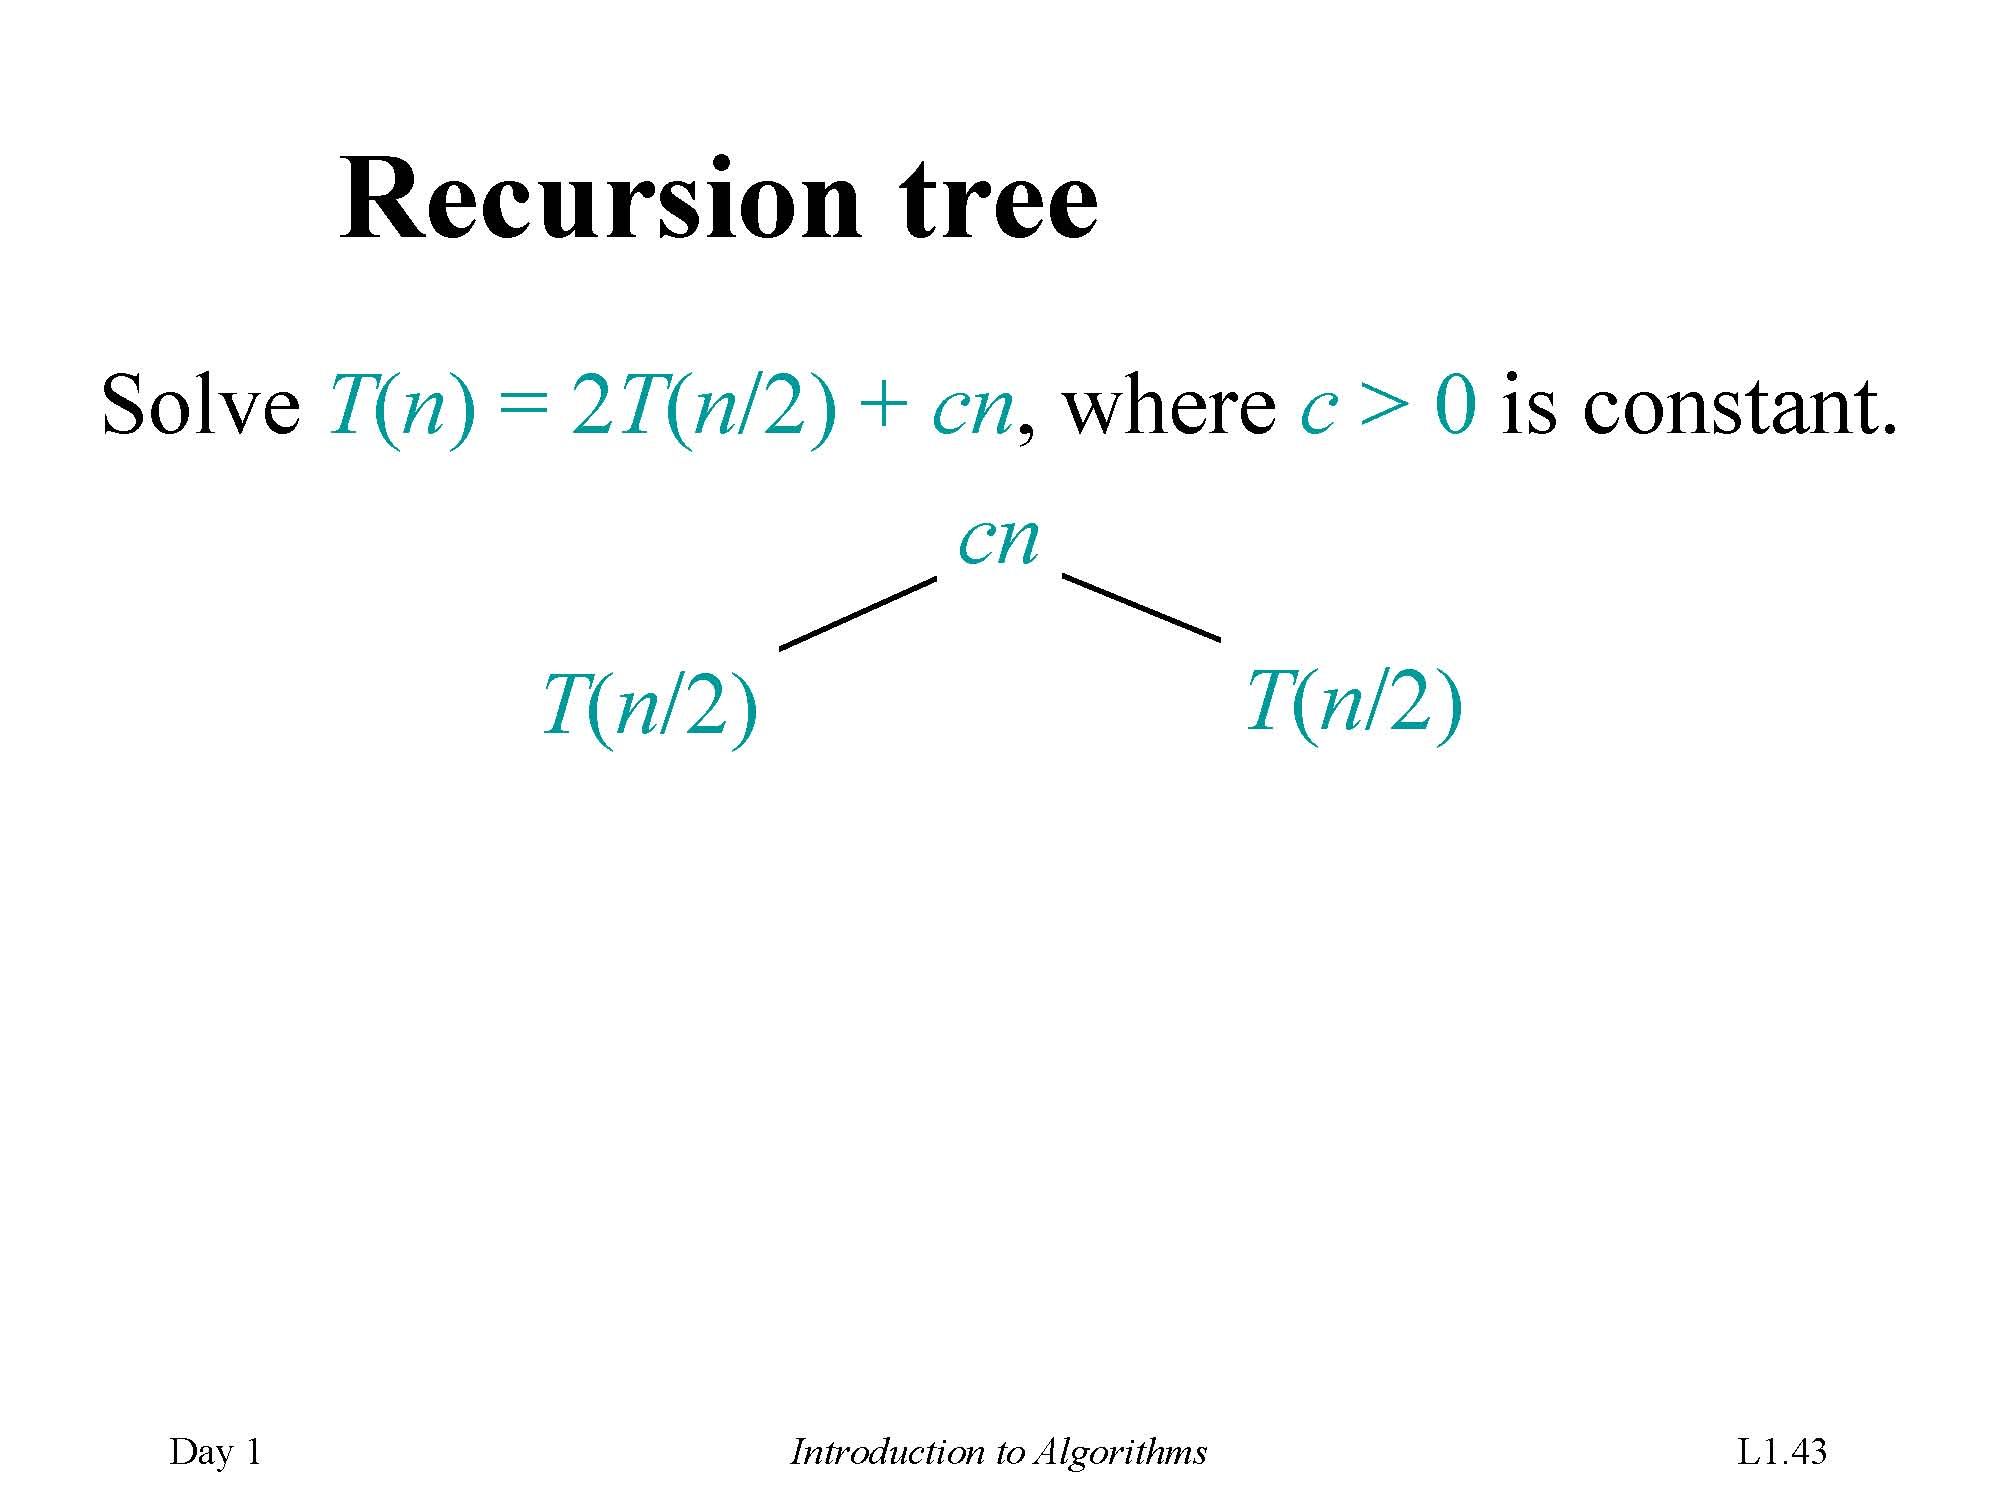 Recursion tree
Solve T(n) = 2T(n/2) + cn, where c > 0 is constant.
cn
T(n/2) T(n/2)
Day 1 Introduction to Algorithms L1.43